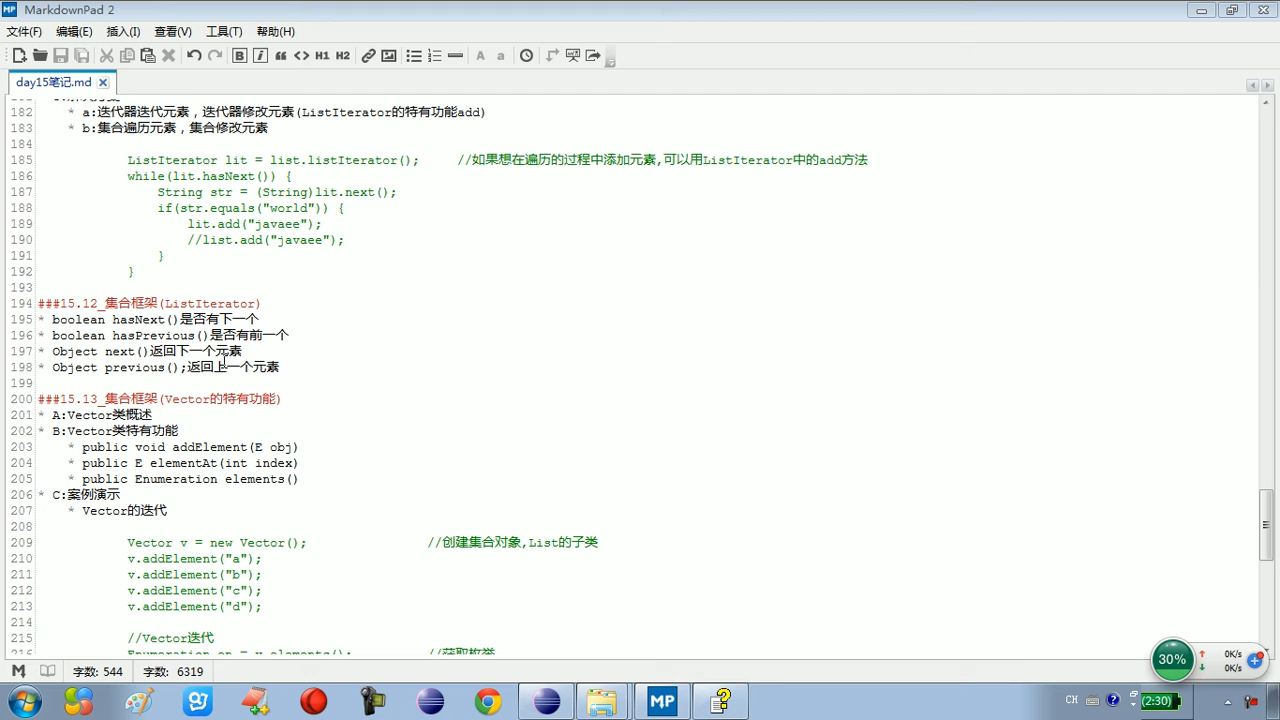 MarkdownPad 2
文件(F) 编辑(E) 插入(I) 查看(V) 工具(T) 帮助(H)
B i “ <> H1 H2 A a
day15笔记.md
182 * a:迭代器迭代元素，迭代器修改元素(ListIterator的特有功能add)
183 * b:集合遍历元素，集合修改元素
184
185 ListIterator lit = list.listIterator(); //如果想在遍历的过程中添加元素,可以用ListIterator中的add方法
186 while(lit.hasNext()) {
187 String str = (String)lit.next();
188 if(str.equals("world")) {
189 lit.add("javaee");
190 //list.add("javaee");
191 }
192 }
193
194 ###15.12_集合框架(ListIterator)
195 * boolean hasNext()是否有下一个
196 * boolean hasPrevious()是否有前一个
197 * Object next()返回下一个元素
198 * Object previous();返回上一个元素
199
200 ###15.13_集合框架(Vector的特有功能)
201 * A:Vector类概述
202 * B:Vector类特有功能
203 * public void addElement(E obj)
204 * public E elementAt(int index)
205 * public Enumeration elements()
206 * C:案例演示
207 * Vector的迭代
208
209 Vector v = new Vector(); //创建集合对象,List的子类
210 v.addElement("a");
211 v.addElement("b");
212 v.addElement("c");
213 v.addElement("d");
214
215 //Vector迭代
216 Enumeration en = v.elements(); //获取枚举
字数: 544 字数: 6319
30% 0K/s
0K/s
MP CH (2:30)